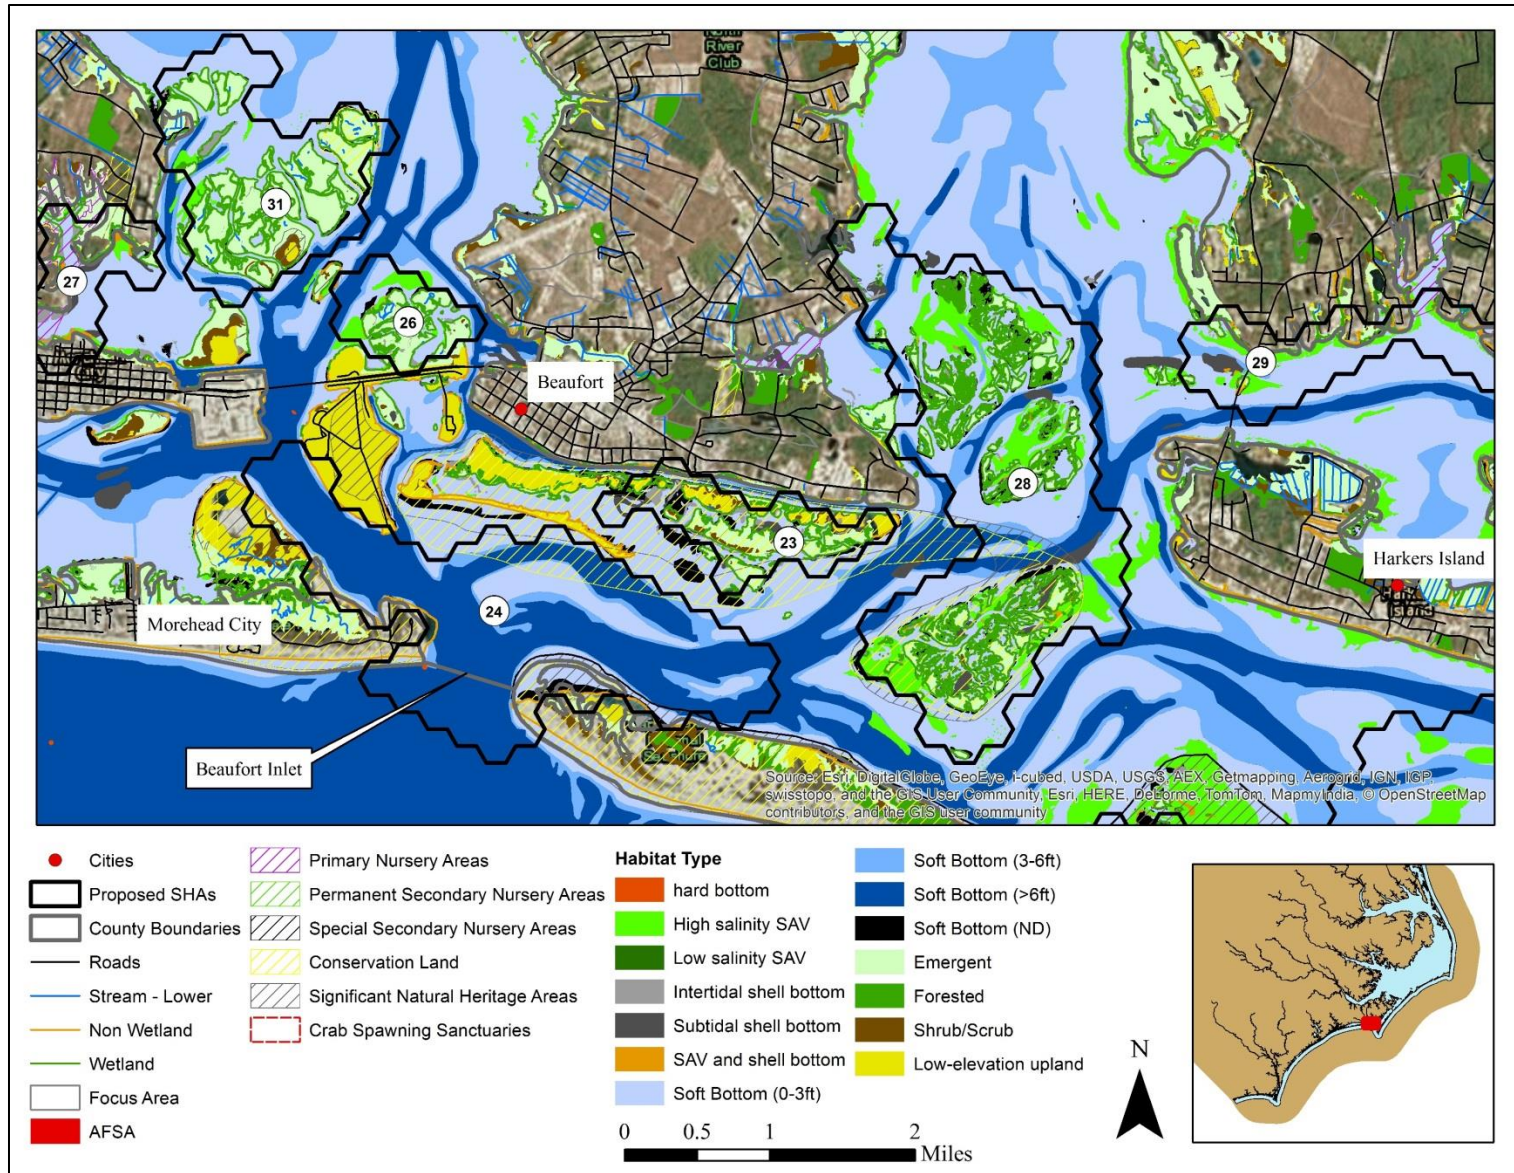 North
River
Club
31
27
26
Beaufort
29
28
23
Harkers Island
24
Morehead City
Beaufort Inlet
Source: Esri, DigitalGlobe, GeoEye, i-cubed, USDA, USGS, AEX, Getmapping, Aerogrid, IGN, IGP,
swisstopo, and the GIS User Community, Esri, HERE, DeLorme, TomTom, MapmyIndia, © OpenStreetMap
contributors, and the GIS user community
Cities
Proposed SHAs
County Boundaries
Roads
Stream - Lower
Non Wetland
Wetland
Focus Area
AFSA
Primary Nursery Areas
Permanent Secondary Nursery Areas
Special Secondary Nursery Areas
Conservation Land
Significant Natural Heritage Areas
Crab Spawning Sanctuaries
Habitat Type
hard bottom
High salinity SAV
Low salinity SAV
Intertidal shell bottom
Subtidal shell bottom
SAV and shell bottom
Soft Bottom (0-3ft)
Soft Bottom (3-6ft)
Soft Bottom (>6ft)
Soft Bottom (ND)
Emergent
Forested
Shrub/Scrub
Low-elevation upland
0 0.5 1 2
Miles
N